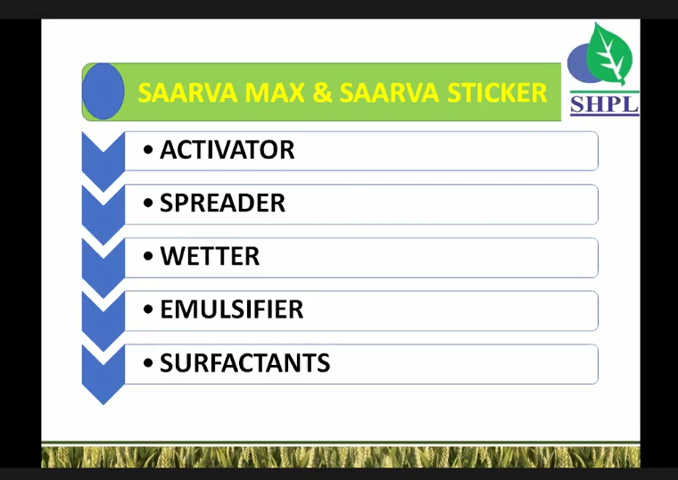 SAARVA MAX & SAARVA STICKER
SHPL
• ACTIVATOR
• SPREADER
• WETTER
• EMULSIFIER
• SURFACTANTS